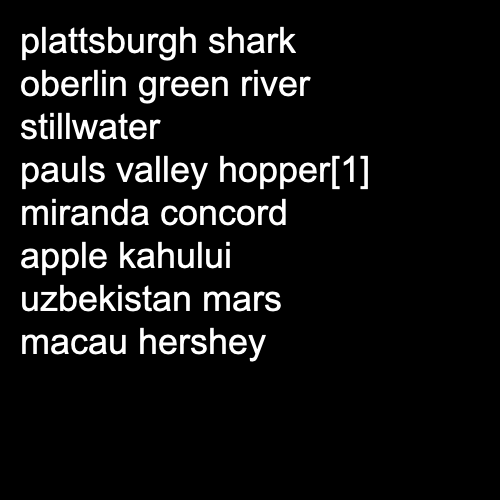 plattsburgh shark
oberlin green river
stillwater
pauls valley hopper[1]
miranda concord
apple kahului
uzbekistan mars
macau hershey